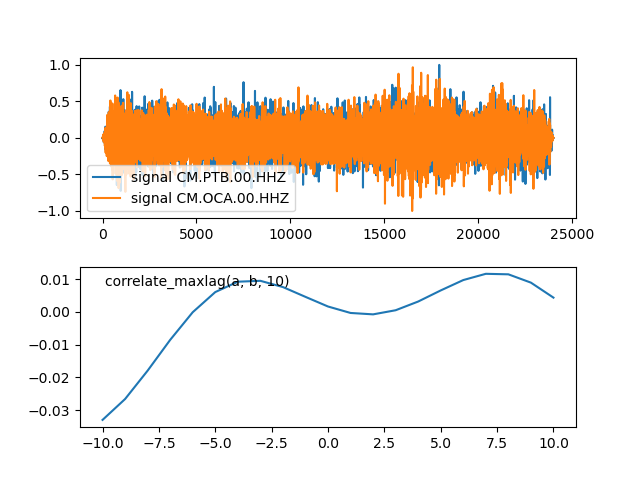 1.0
0.5
0.0
−0.5
−1.0
signal CM.PTB.00.HHZ
signal CM.OCA.00.HHZ
0 5000 10000 15000 20000 25000
correlate_maxlag(a, b, 10)
0.01
0.00
−0.01
−0.02
−0.03
−10.0 −7.5 −5.0 −2.5 0.0 2.5 5.0 7.5 10.0